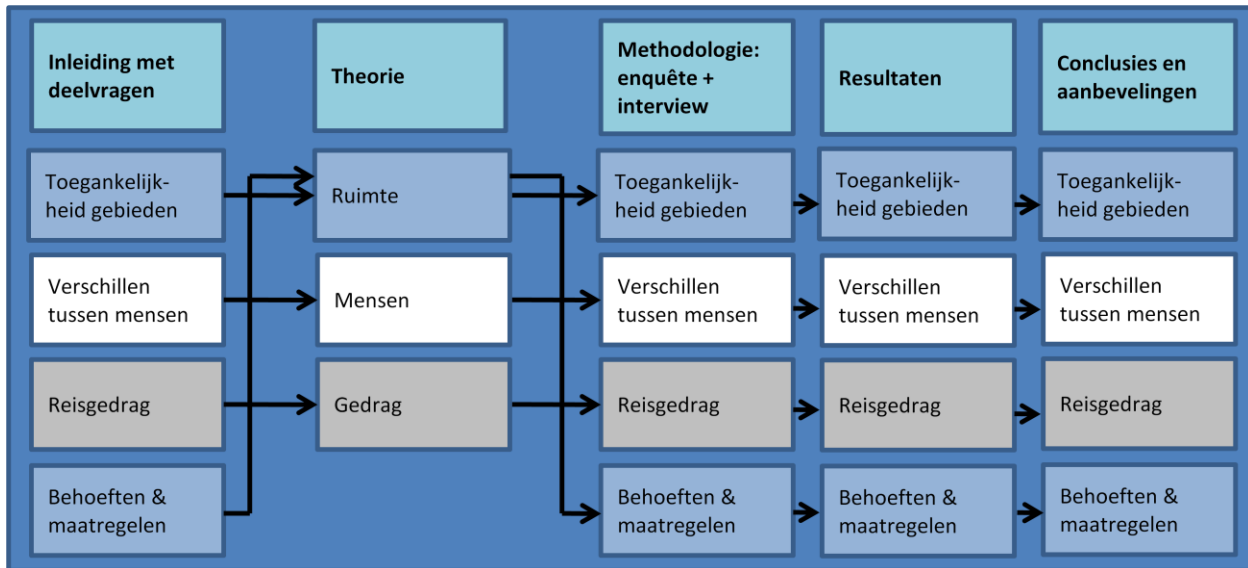 Inleiding met
deelvragen
Theorie
Methodologie:
enquête +
interview
Resultaten
Conclusies en
aanbevelingen
Toegankelijk-
heid gebieden
Ruimte
Toegankelijk-
heid gebieden
Toegankelijk-
heid gebieden
Toegankelijk-
heid gebieden
Verschillen
tussen mensen
Mensen
Verschillen
tussen mensen
Verschillen
tussen mensen
Verschillen
tussen mensen
Reisgedrag
Gedrag
Reisgedrag
Reisgedrag
Reisgedrag
Behoeften &
maatregelen
Behoeften &
maatregelen
Behoeften &
maatregelen
Behoeften &
maatregelen